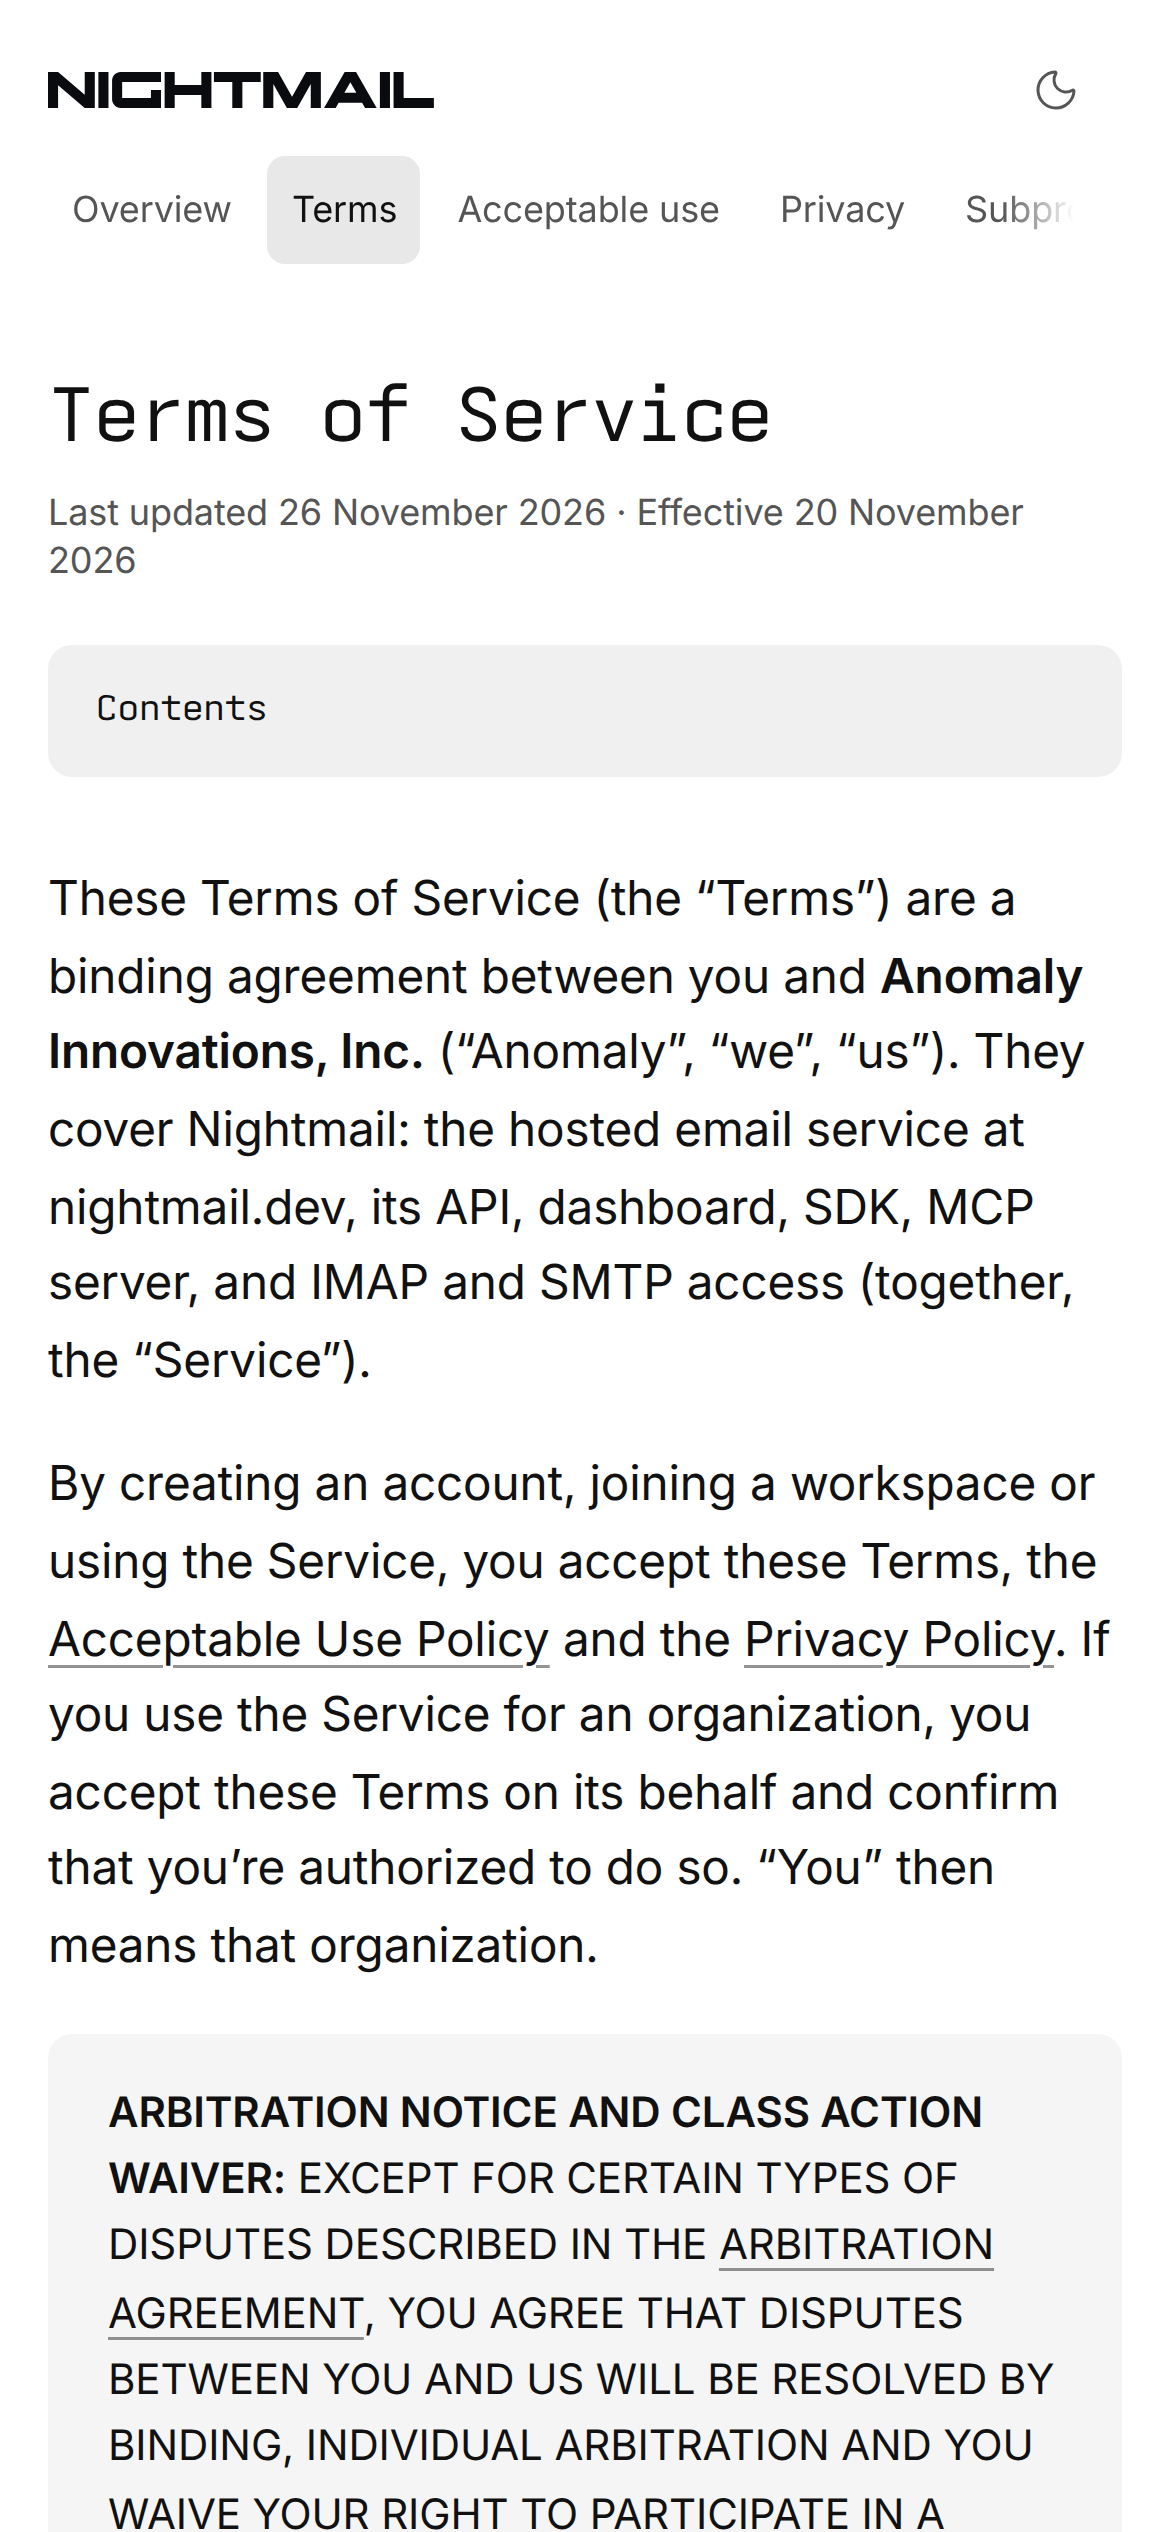 NIGHTMAIL
Overview Terms Acceptable use Privacy Subpr
Terms of Service
Last updated 26 November 2026 · Effective 20 November
2026
Contents
These Terms of Service (the “Terms”) are a
binding agreement between you and Anomaly
Innovations, Inc. (“Anomaly”, “we”, “us”). They
cover Nightmail: the hosted email service at
nightmail.dev, its API, dashboard, SDK, MCP
server, and IMAP and SMTP access (together,
the “Service”).
By creating an account, joining a workspace or
using the Service, you accept these Terms, the
Acceptable Use Policy and the Privacy Policy. If
you use the Service for an organization, you
accept these Terms on its behalf and confirm
that you’re authorized to do so. “You” then
means that organization.
ARBITRATION NOTICE AND CLASS ACTION
WAIVER: EXCEPT FOR CERTAIN TYPES OF
DISPUTES DESCRIBED IN THE ARBITRATION
AGREEMENT, YOU AGREE THAT DISPUTES
BETWEEN YOU AND US WILL BE RESOLVED BY
BINDING, INDIVIDUAL ARBITRATION AND YOU
WAIVE YOUR RIGHT TO PARTICIPATE IN A